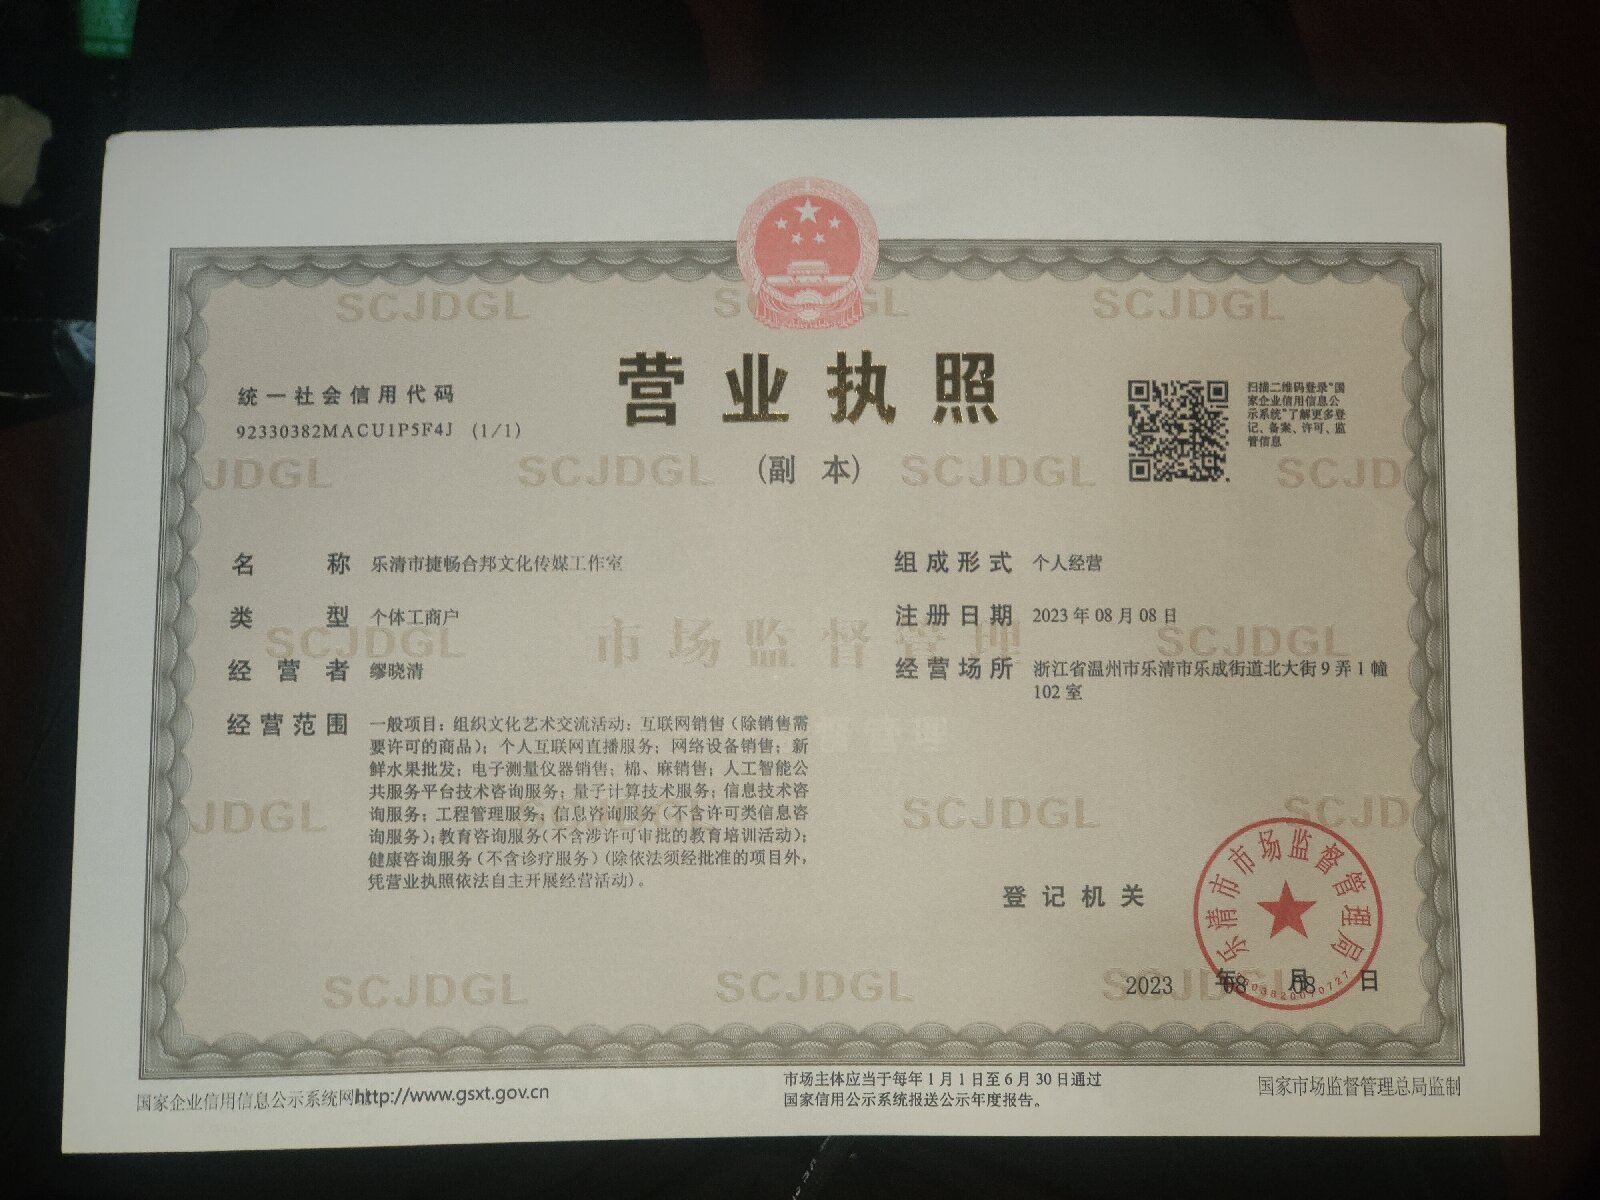 营业执照
(副 本)
统一社会信用代码
92330382MACU1P5F4J (1/1)
扫描二维码登录“国
家企业信用信息公
示系统”了解更多登
记、备案、许可、监
管信息
名 称 乐清市捷畅合邦文化传媒工作室
类 型 个体工商户
经 营 者 缪晓清
经营范围 一般项目：组织文化艺术交流活动；互联网销售（除销售需
要许可的商品）；个人互联网直播服务；网络设备销售；新
鲜水果批发；电子测量仪器销售；棉、麻销售；人工智能公
共服务平台技术咨询服务；量子计算技术服务；信息技术咨
询服务；工程管理服务；信息咨询服务（不含许可类信息咨
询服务）；教育咨询服务（不含涉许可审批的教育培训活动）；
健康咨询服务（不含诊疗服务）（除依法须经批准的项目外，
凭营业执照依法自主开展经营活动）。
组成形式 个人经营
注册日期 2023 年 08 月 08 日
经营场所 浙江省温州市乐清市乐成街道北大街 9 弄 1 幢
102 室
登记机关
乐清市市场监督管理局
2023 年 08 月 08 日
SCJDGL
市场监督管理
国家企业信用信息公示系统网址http://www.gsxt.gov.cn
市场主体应当于每年 1 月 1 日至 6 月 30 日通过
国家信用公示系统报送公示年度报告。
国家市场监督管理总局监制